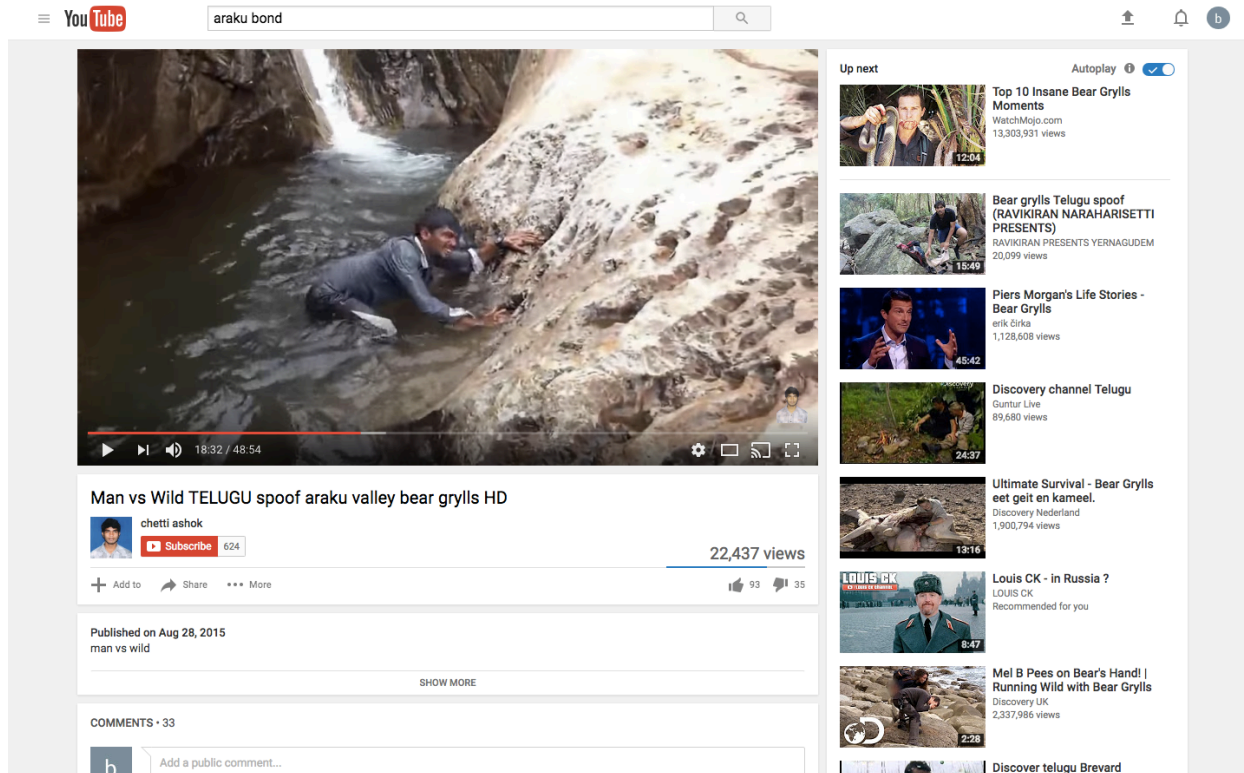 YouTube
araku bond
b
18:32 / 48:54
Man vs Wild TELUGU spoof araku valley bear grylls HD
chetti ashok
Subscribe 624
22,437 views
Add to Share More
93 35
Published on Aug 28, 2015
man vs wild
SHOW MORE
COMMENTS • 33
b
Add a public comment...
Up next
Autoplay
12:04
Top 10 Insane Bear Grylls
Moments
WatchMojo.com
13,303,931 views
15:49
Bear grylls Telugu spoof
(RAVIKIRAN NARAHARISETTI
PRESENTS)
RAVIKIRAN PRESENTS YERNAGUDEM
20,099 views
45:42
Piers Morgan's Life Stories -
Bear Grylls
erik čirka
1,128,608 views
Discovery
24:37
Discovery channel Telugu
Guntur Live
89,680 views
13:16
Ultimate Survival - Bear Grylls
eet geit en kameel.
Discovery Nederland
1,900,794 views
LOUIS CK
8:47
Louis CK - in Russia ?
LOUIS CK
Recommended for you
2:28
Mel B Pees on Bear's Hand! |
Running Wild with Bear Grylls
Discovery UK
2,337,986 views
Discover telugu Brevard